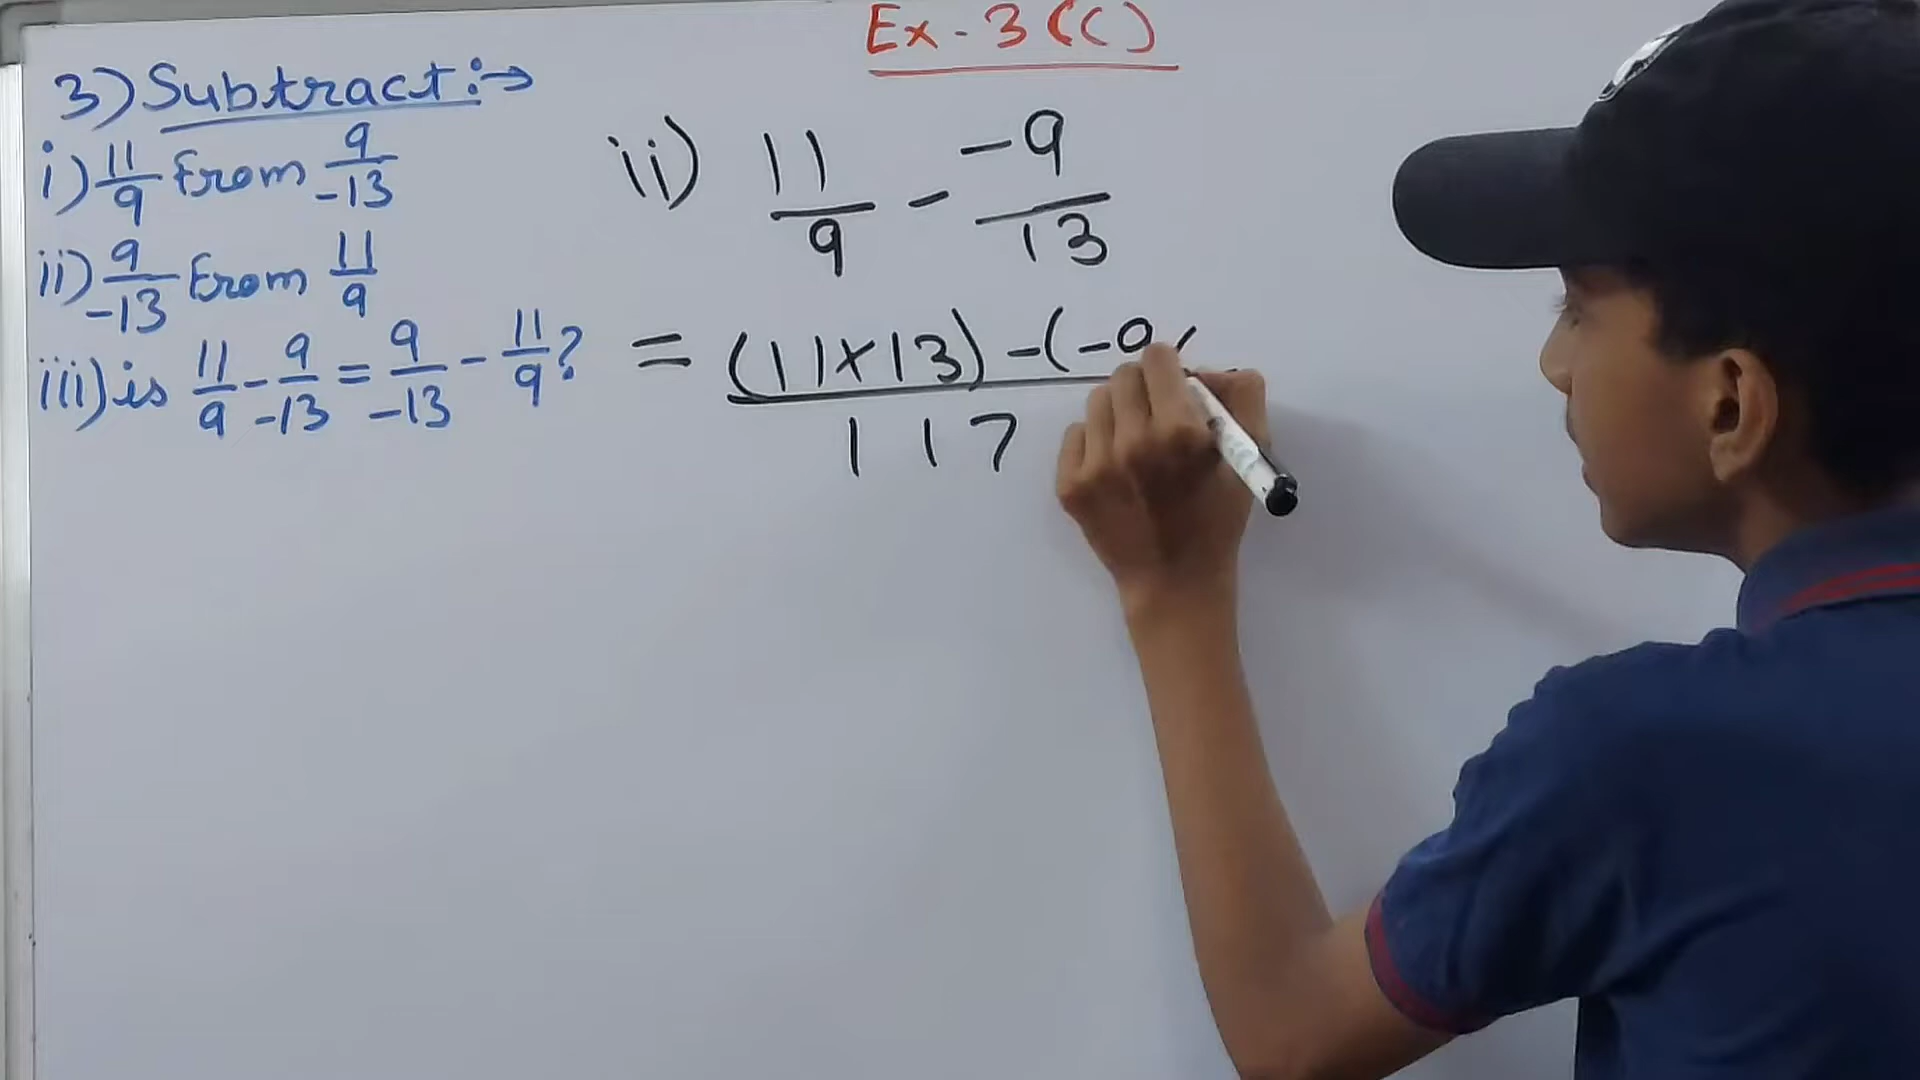 Ex - 3 (C)
3) Subtract :→
i) 11/9 from 9/-13
ii) 9/-13 from 11/9
iii) is 11/9 - 9/-13 = 9/-13 - 11/9 ?
ii) 11/9 - -9/13
= (11×13) - (-9
117